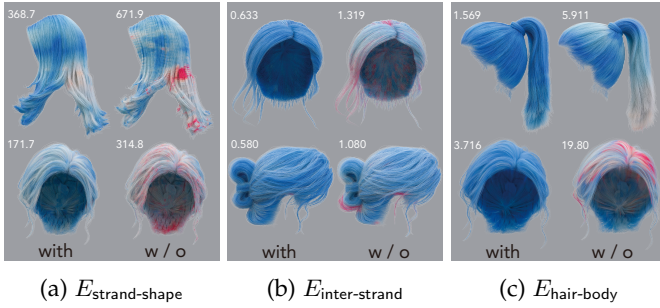 368.7 671.9 0.633 1.319 1.569 5.911
171.7 314.8 0.580 1.080 3.716 19.80
with w / o with w / o with w / o
(a) E_strand-shape (b) E_inter-strand (c) E_hair-body